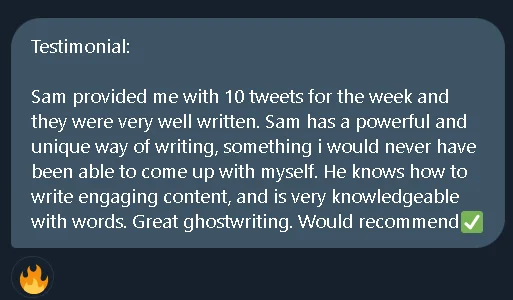 Testimonial:
Sam provided me with 10 tweets for the week and
they were very well written. Sam has a powerful and
unique way of writing, something i would never have
been able to come up with myself. He knows how to
write engaging content, and is very knowledgeable
with words. Great ghostwriting. Would recommend✅